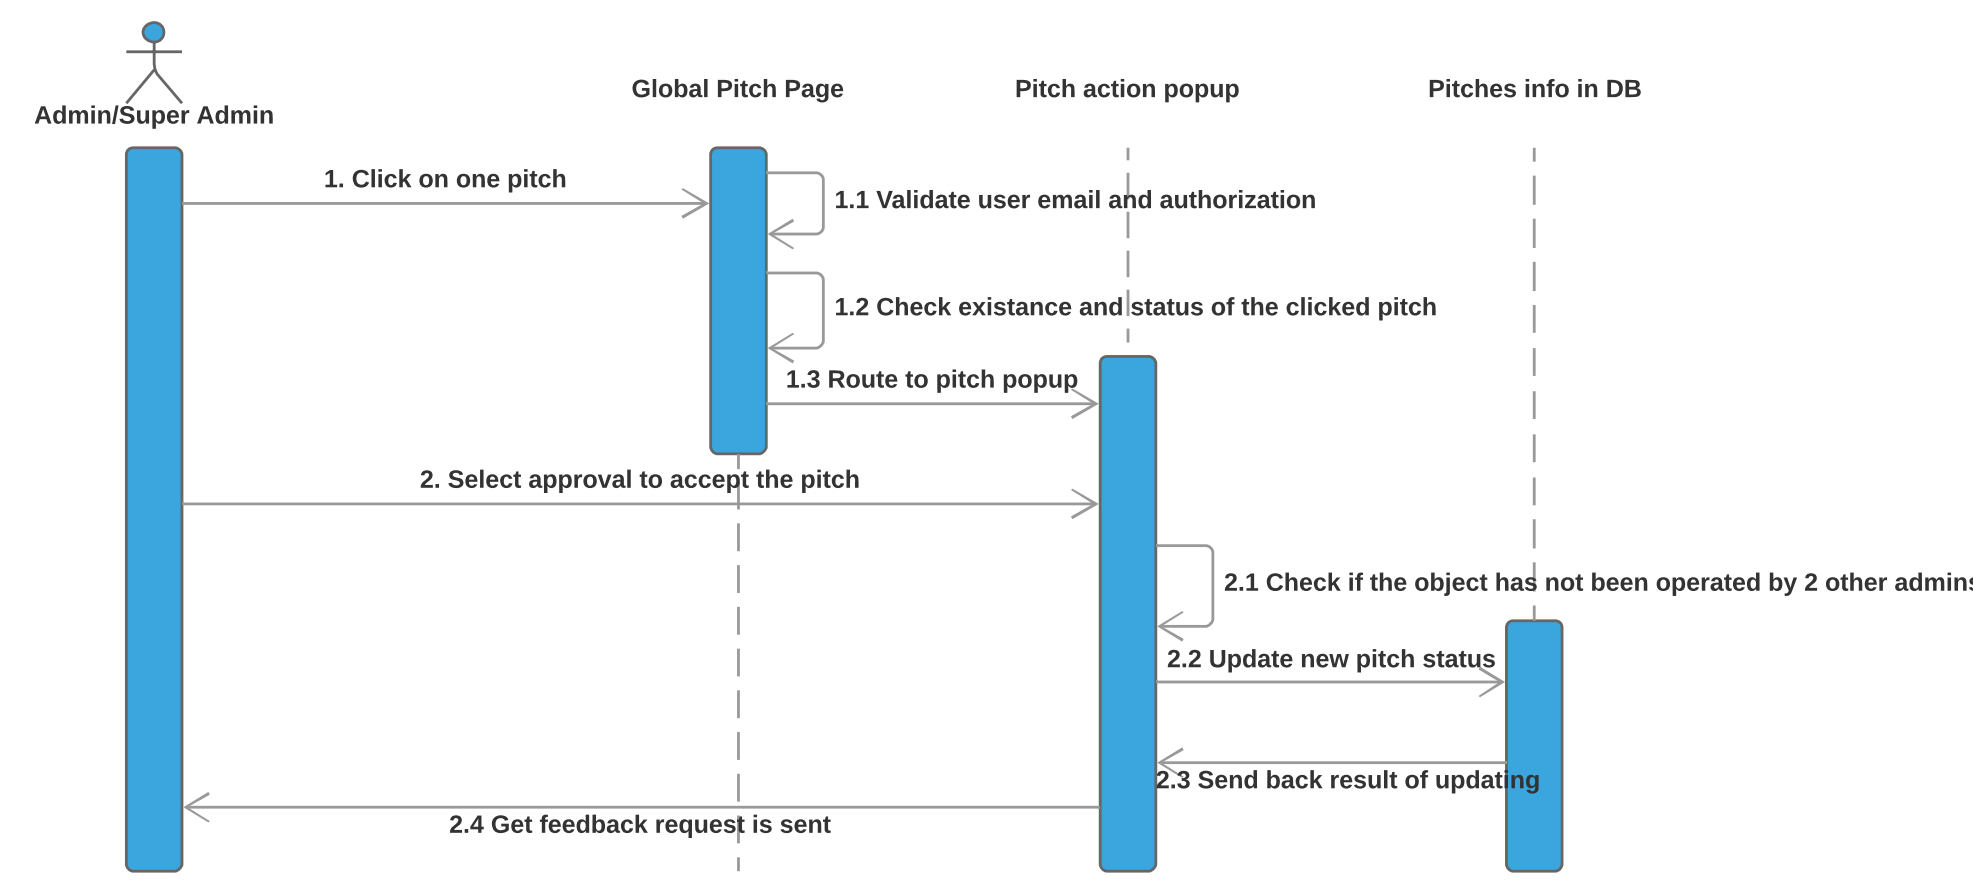 Global Pitch Page
Pitch action popup
Pitches info in DB
Admin/Super Admin
1. Click on one pitch
1.1 Validate user email and authorization
1.2 Check existance and status of the clicked pitch
1.3 Route to pitch popup
2. Select approval to accept the pitch
2.1 Check if the object has not been operated by 2 other admins
2.2 Update new pitch status
2.3 Send back result of updating
2.4 Get feedback request is sent